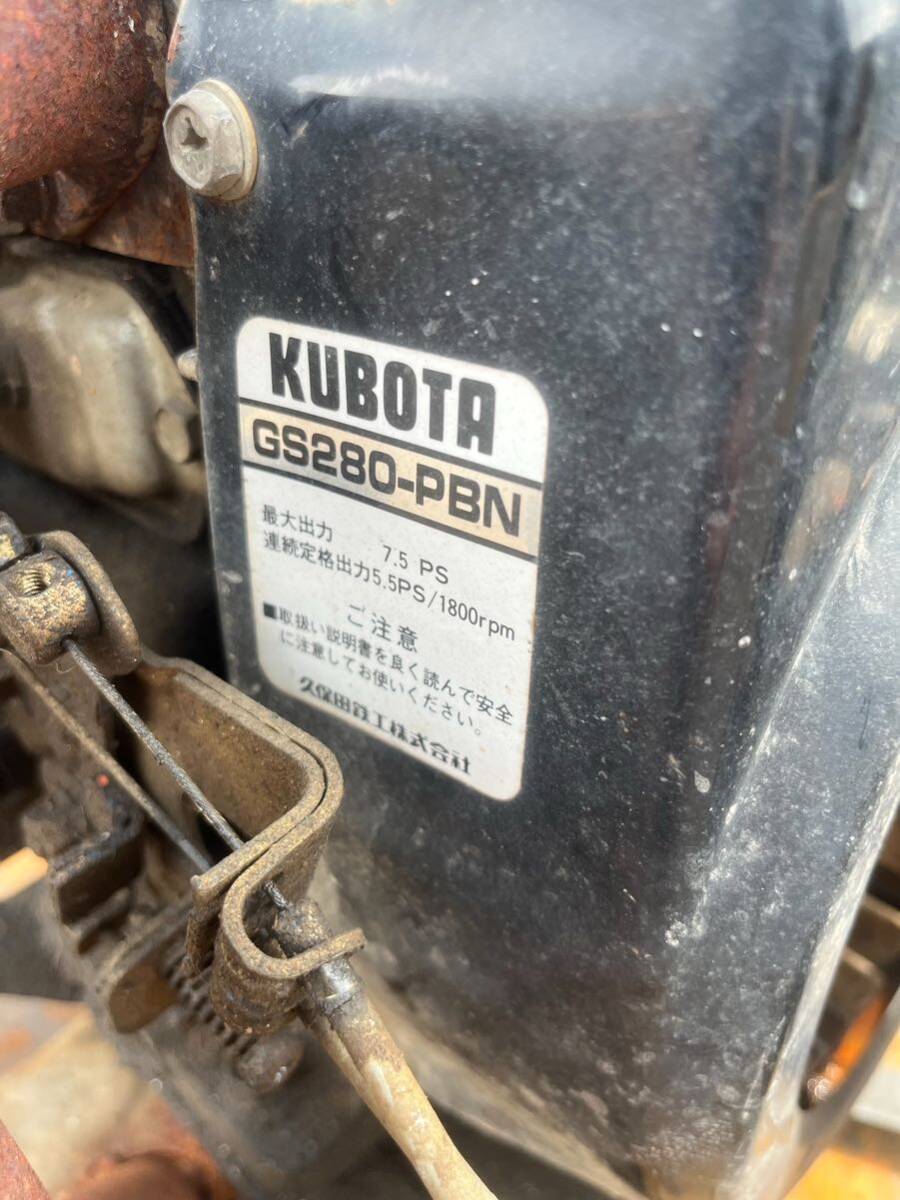 KUBOTA
GS280-PBN
最大出力 7.5 PS
連続定格出力5.5PS/1800rpm
ご注意
■取扱い説明書を良く読んで安全
に注意してお使いください。
久保田鉄工株式会社